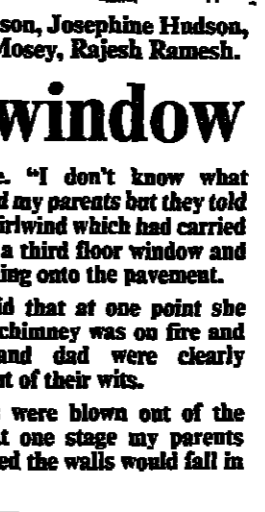 son, Josephine Hudson,
Mosey, Rajesh Ramesh.
window
e. "I don't know what
d my parents but they told
irlwind which had carried
a third floor window and
ing onto the pavement.
id that at one point she
chimney was on fire and
and dad were clearly
ut of their wits.
s were blown out of the
t one stage my parents
ed the walls would fall in